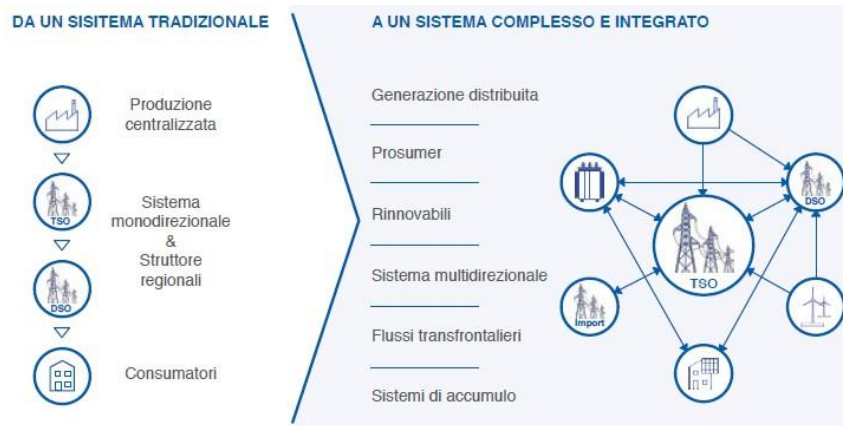 DA UN SISITEMA TRADIZIONALE
Produzione
centralizzata
TSO
Sistema
monodirezionale
&
Struttore
regionali
DSO
Consumatori
A UN SISTEMA COMPLESSO E INTEGRATO
Generazione distribuita
Prosumer
Rinnovabili
Sistema multidirezionale
Flussi transfrontalieri
Sistemi di accumulo
DSO
TSO
Import